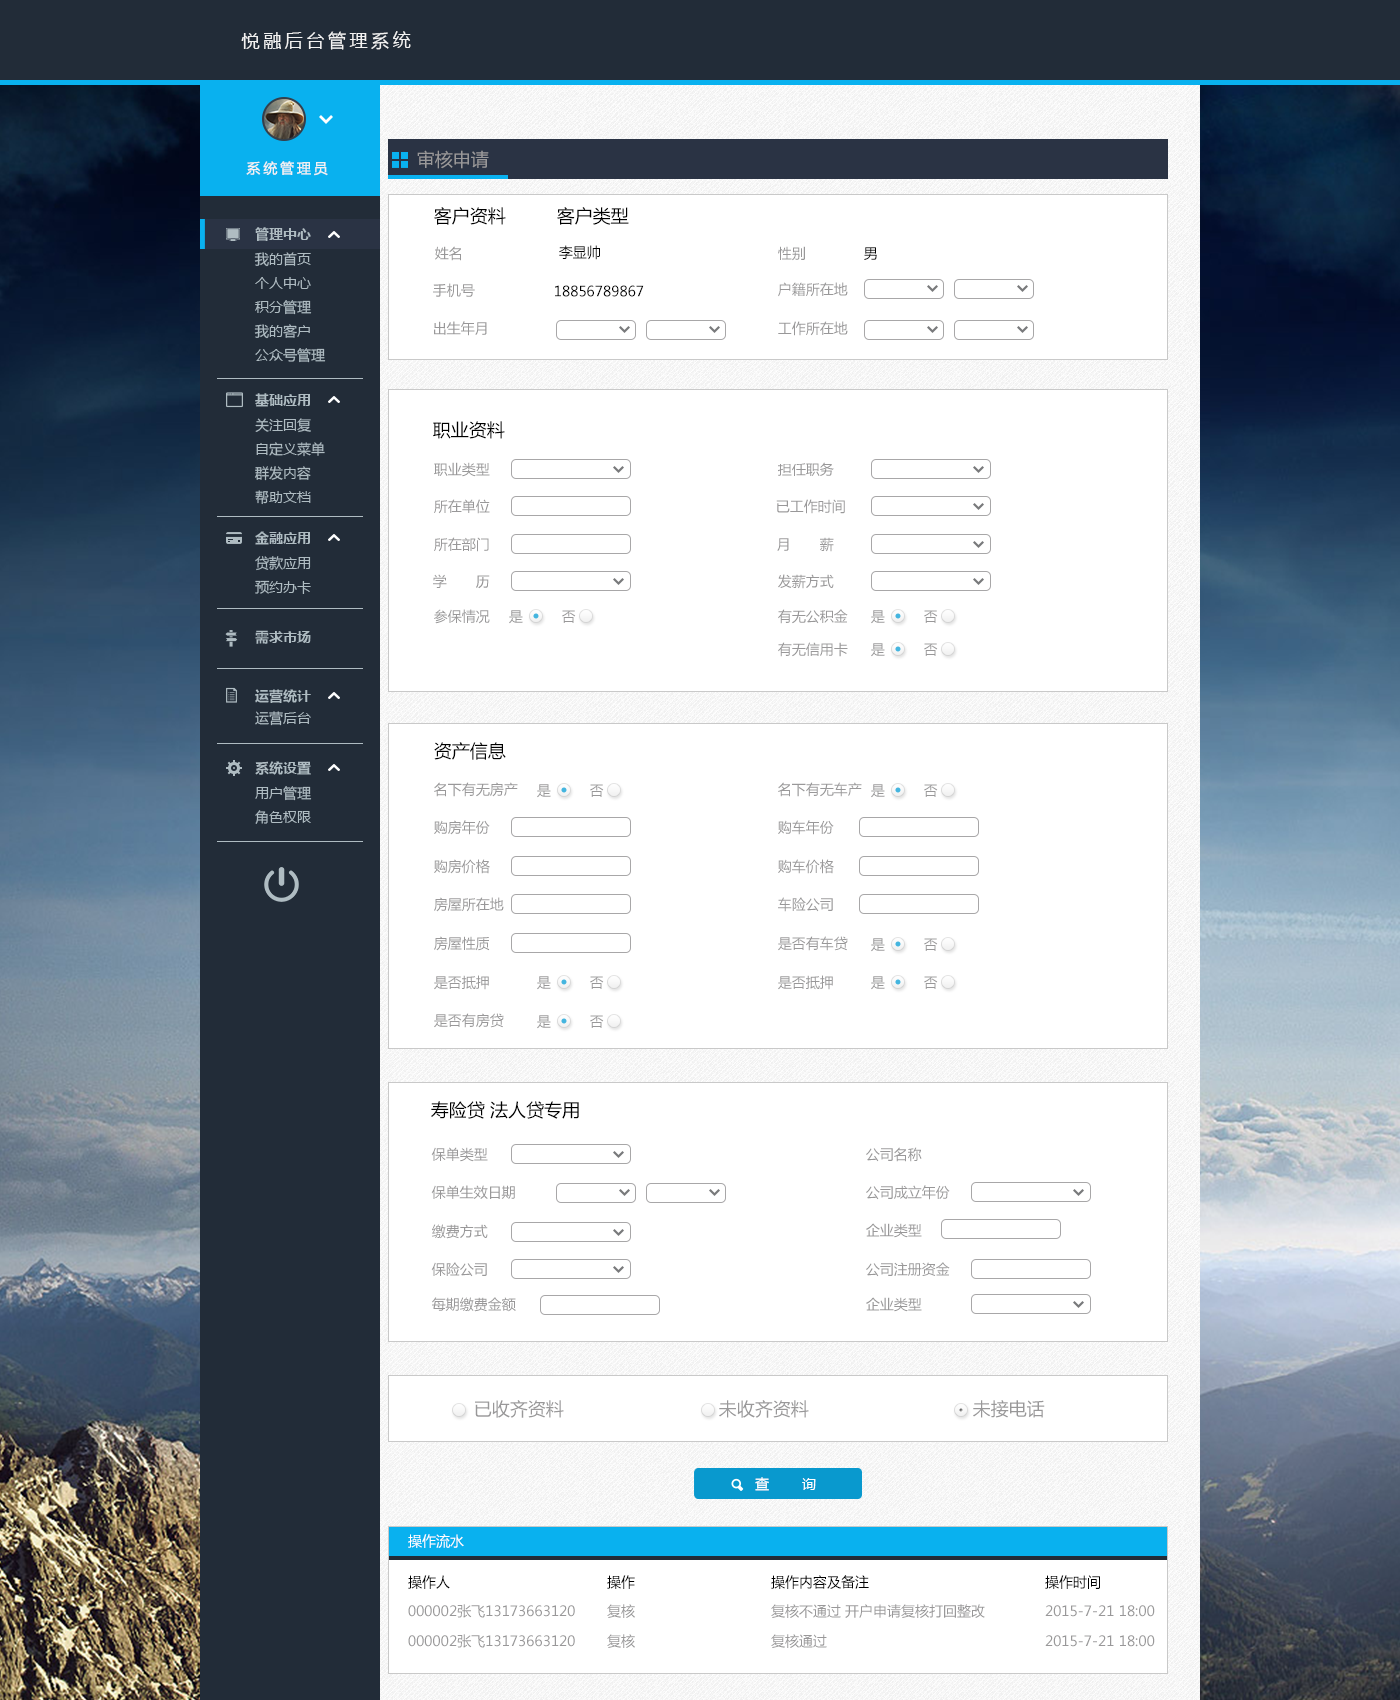 悦融后台管理系统
系统管理员
管理中心
我的首页
个人中心
积分管理
我的客户
公众号管理
基础应用
关注回复
自定义菜单
群发内容
帮助文档
金融应用
贷款应用
预约办卡
需求市场
运营统计
运营后台
系统设置
用户管理
角色权限
审核申请
客户资料 客户类型
姓名 李显帅 性别 男
手机号 18856789867 户籍所在地
出生年月 工作所在地
职业资料
职业类型 担任职务
所在单位 已工作时间
所在部门 月 薪
学 历 发薪方式
参保情况 是 否 有无公积金 是 否
有无信用卡 是 否
资产信息
名下有无房产 是 否 名下有无车产 是 否
购房年份 购车年份
购房价格 购车价格
房屋所在地 车险公司
房屋性质 是否有车贷 是 否
是否抵押 是 否 是否抵押 是 否
是否有房贷 是 否
寿险贷 法人贷专用
保单类型 公司名称
保单生效日期 公司成立年份
缴费方式 企业类型
保险公司 公司注册资金
每期缴费金额 企业类型
已收齐资料 未收齐资料 未接电话
查 询
操作流水
操作人 操作 操作内容及备注 操作时间
000002张飞13173663120 复核 复核不通过 开户申请复核打回整改 2015-7-21 18:00
000002张飞13173663120 复核 复核通过 2015-7-21 18:00